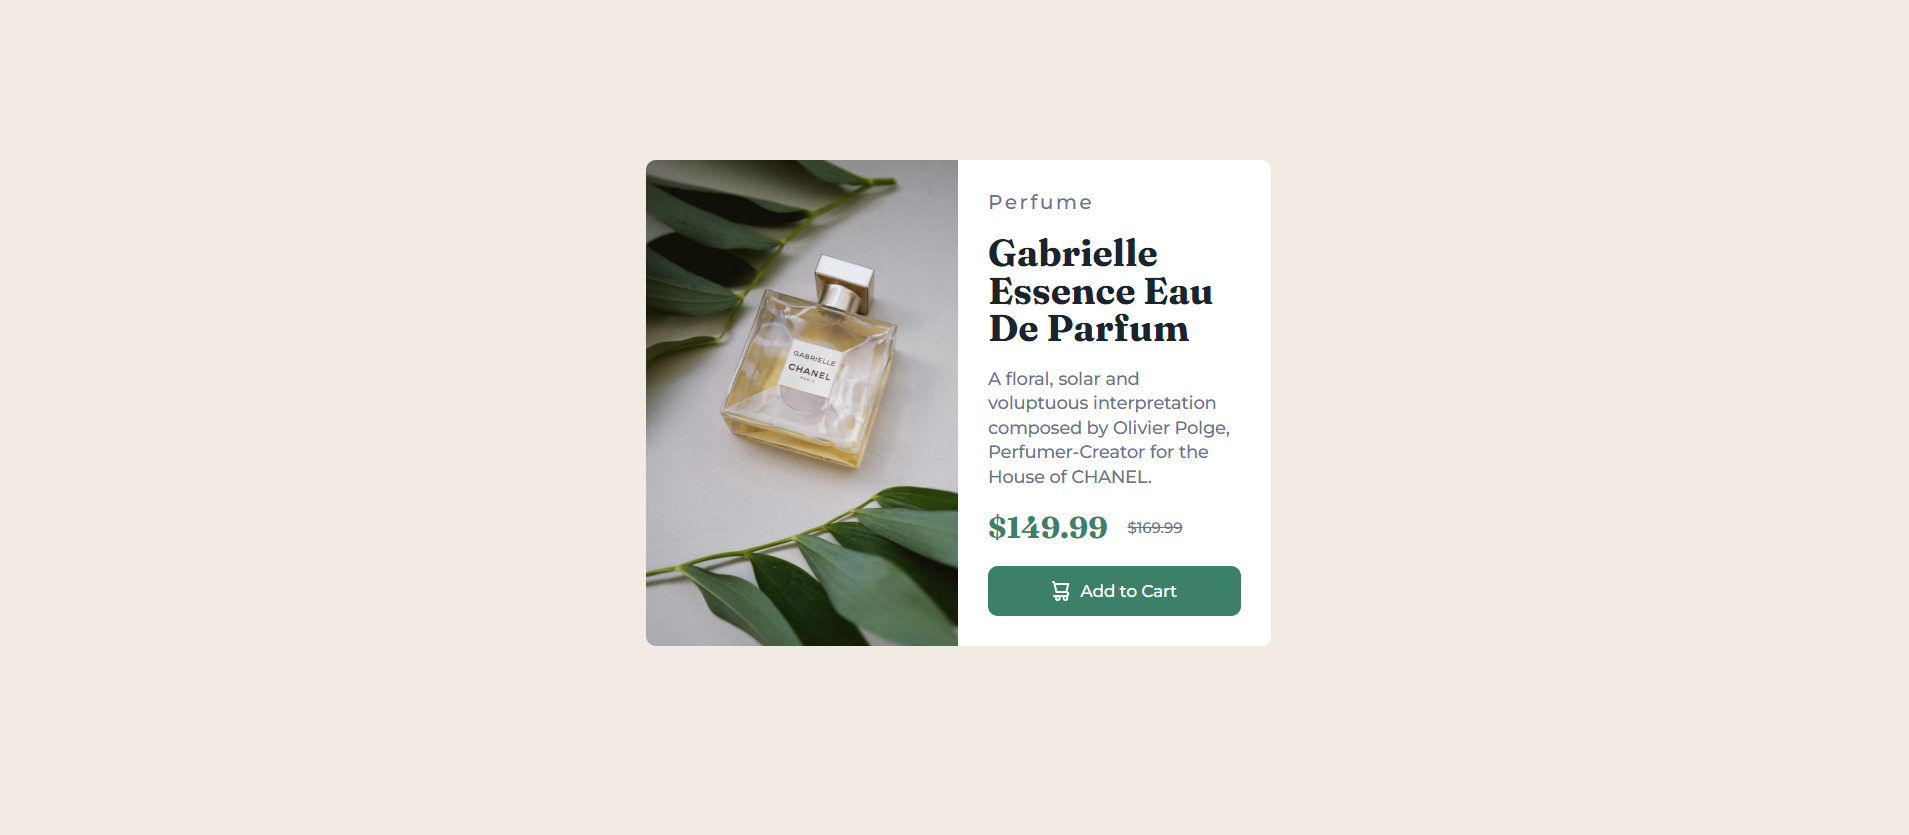 GABRIELLE
CHANEL
PARIS
Perfume
Gabrielle
Essence Eau
De Parfum
A floral, solar and
voluptuous interpretation
composed by Olivier Polge,
Perfumer-Creator for the
House of CHANEL.
$149.99 $169.99
Add to Cart